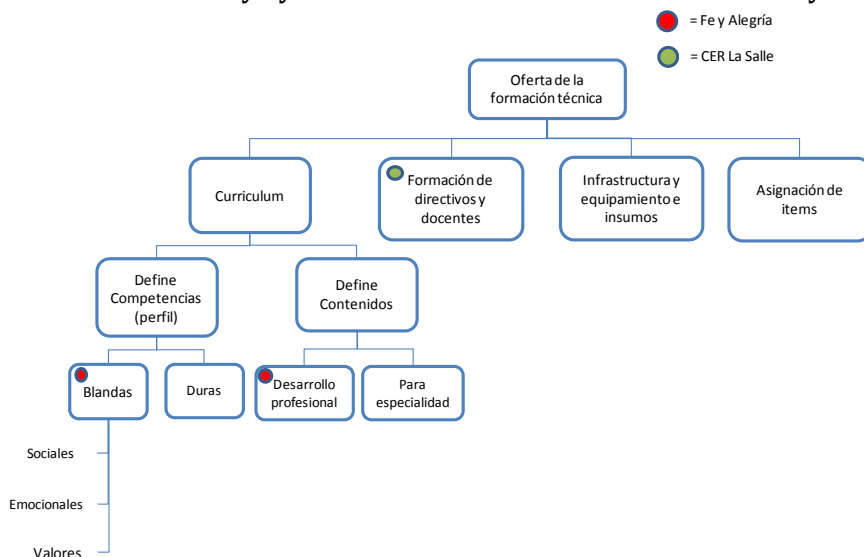 = Fe y Alegría
= CER La Salle
Oferta de la
formación técnica
Curriculum
Formación de
directivos y
docentes
Infrastructura y
equipamiento e
insumos
Asignación de
items
Define
Competencias
(perfil)
Define
Contenidos
Blandas
Duras
Desarrollo
profesional
Para
especialidad
Sociales
Emocionales
Valores